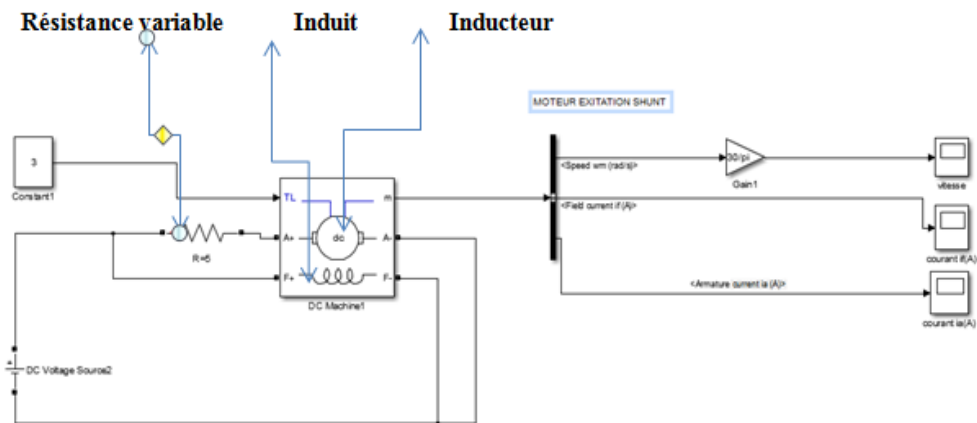 Résistance variable
Induit
Inducteur
MOTEUR EXITATION SHUNT
3
Constant1
<Speed wm (rad/s)>
30/pi
Gain1
vitesse
TL
m
<Field current if (A)>
dc
A+
A-
R=5
courant if(A)
F+
F-
<Armature current ia (A)>
DC Machine1
courant ia(A)
+
DC Voltage Source2